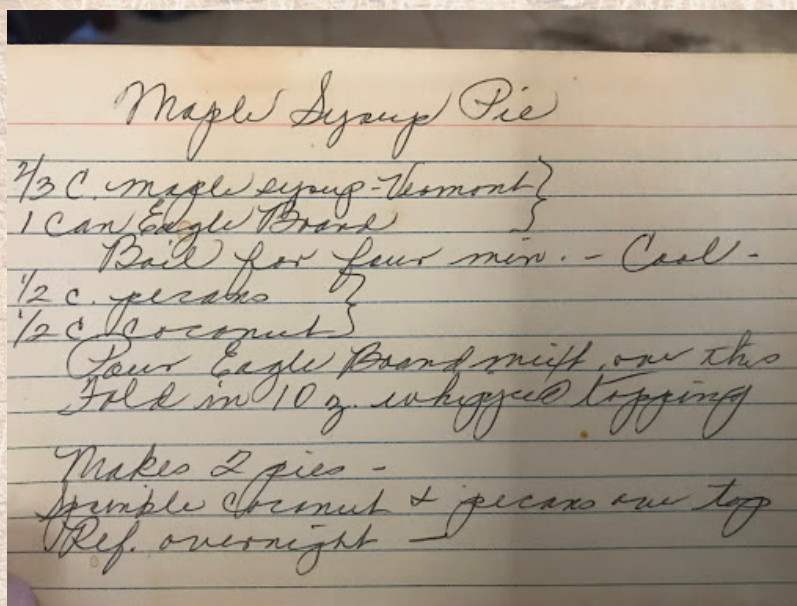 Maple Syrup Pie
2/3 C. maple syrup - Vermont }
1 Can Eagle Brand }
Boil for four min. - Cool -
1/2 c. pecans }
1/2 C. Coconut }
Pour Eagle Brand mixt. over this
Fold in 10 z. whipped topping
Makes 2 pies -
Sprinkle Coconut & pecans over top
Ref. overnight -